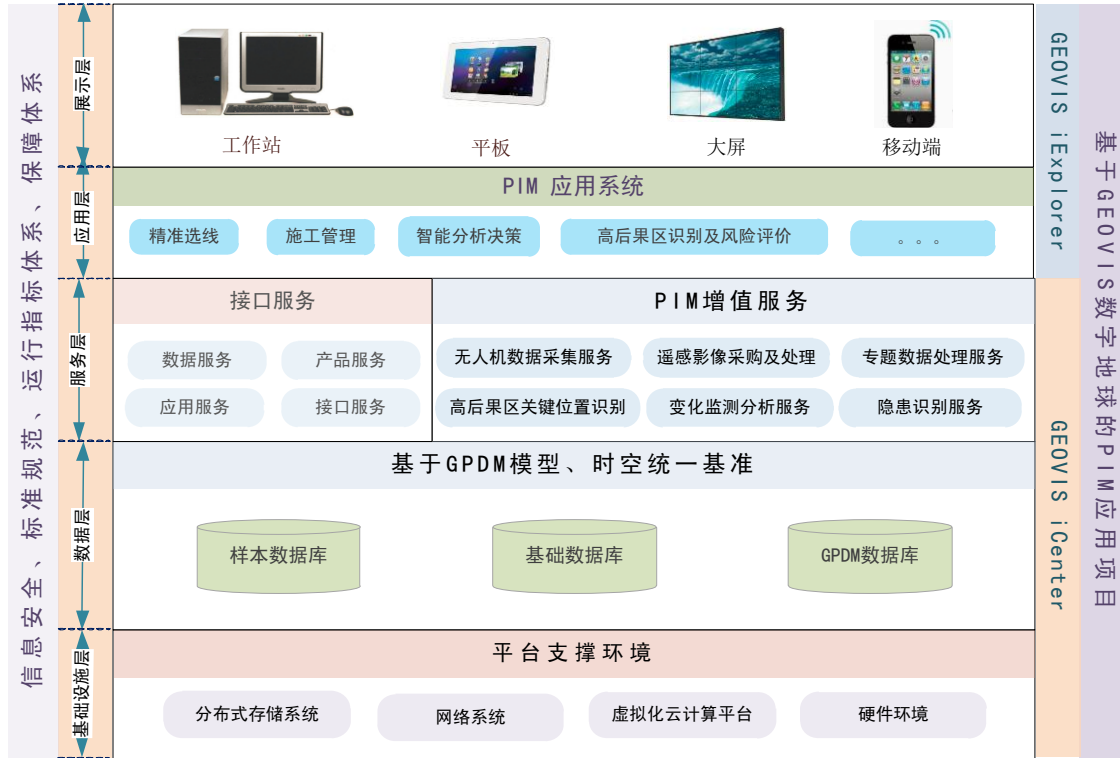 信息安全、标准规范、运行指标体系、保障体系
展示层
工作站
平板
大屏
移动端
应用层
PIM 应用系统
精准选线
施工管理
智能分析决策
高后果区识别及风险评价
。。。
服务层
接口服务
数据服务
产品服务
应用服务
接口服务
PIM增值服务
无人机数据采集服务
遥感影像采购及处理
专题数据处理服务
高后果区关键位置识别
变化监测分析服务
隐患识别服务
数据层
基于GPDM模型、时空统一基准
样本数据库
基础数据库
GPDM数据库
基础设施层
平台支撑环境
分布式存储系统
网络系统
虚拟化云计算平台
硬件环境
GEOVIS iExplorer
GEOVIS iCenter
基于GEOVIS数字地球的PIM应用项目